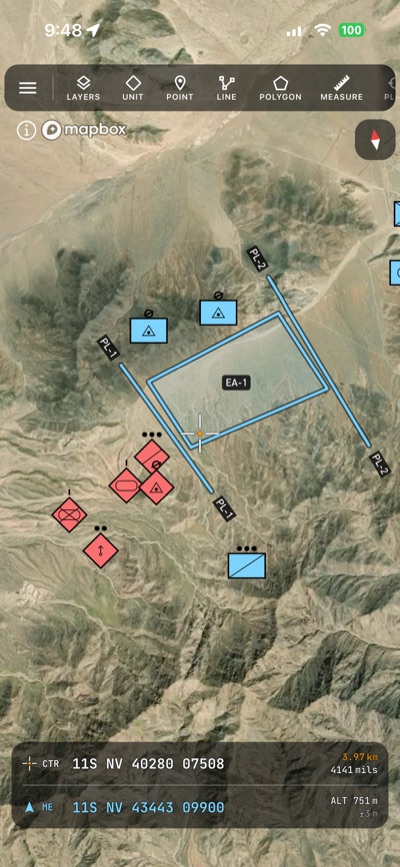 9:48
100
LAYERS UNIT POINT LINE POLYGON MEASURE PL
i mapbox
PL-2
PL-1
EA-1
PL-2
PL-1
CTR 11S NV 40280 07508 3.97 km
4141 mils
ME 11S NV 43443 09900 ALT 751 m
±3 m